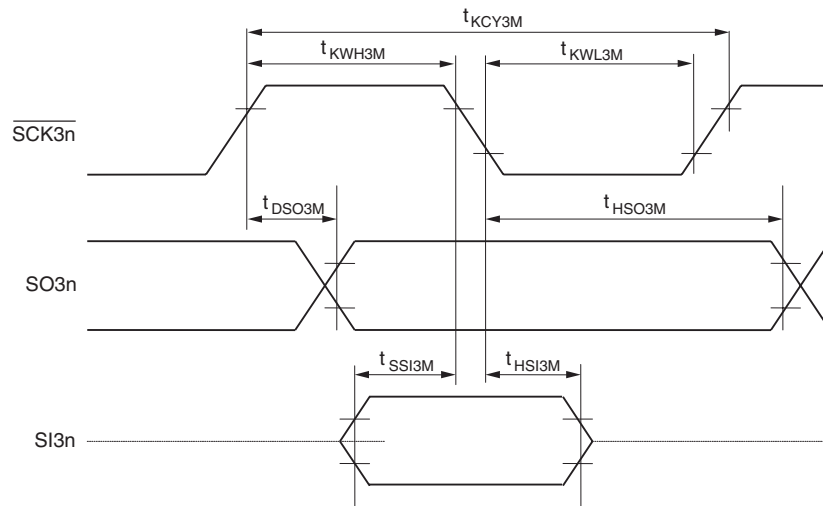 tKCY3M
tKWH3M
tKWL3M
SCK3n
tDSO3M
tHSO3M
SO3n
tSSI3M
tHSI3M
SI3n